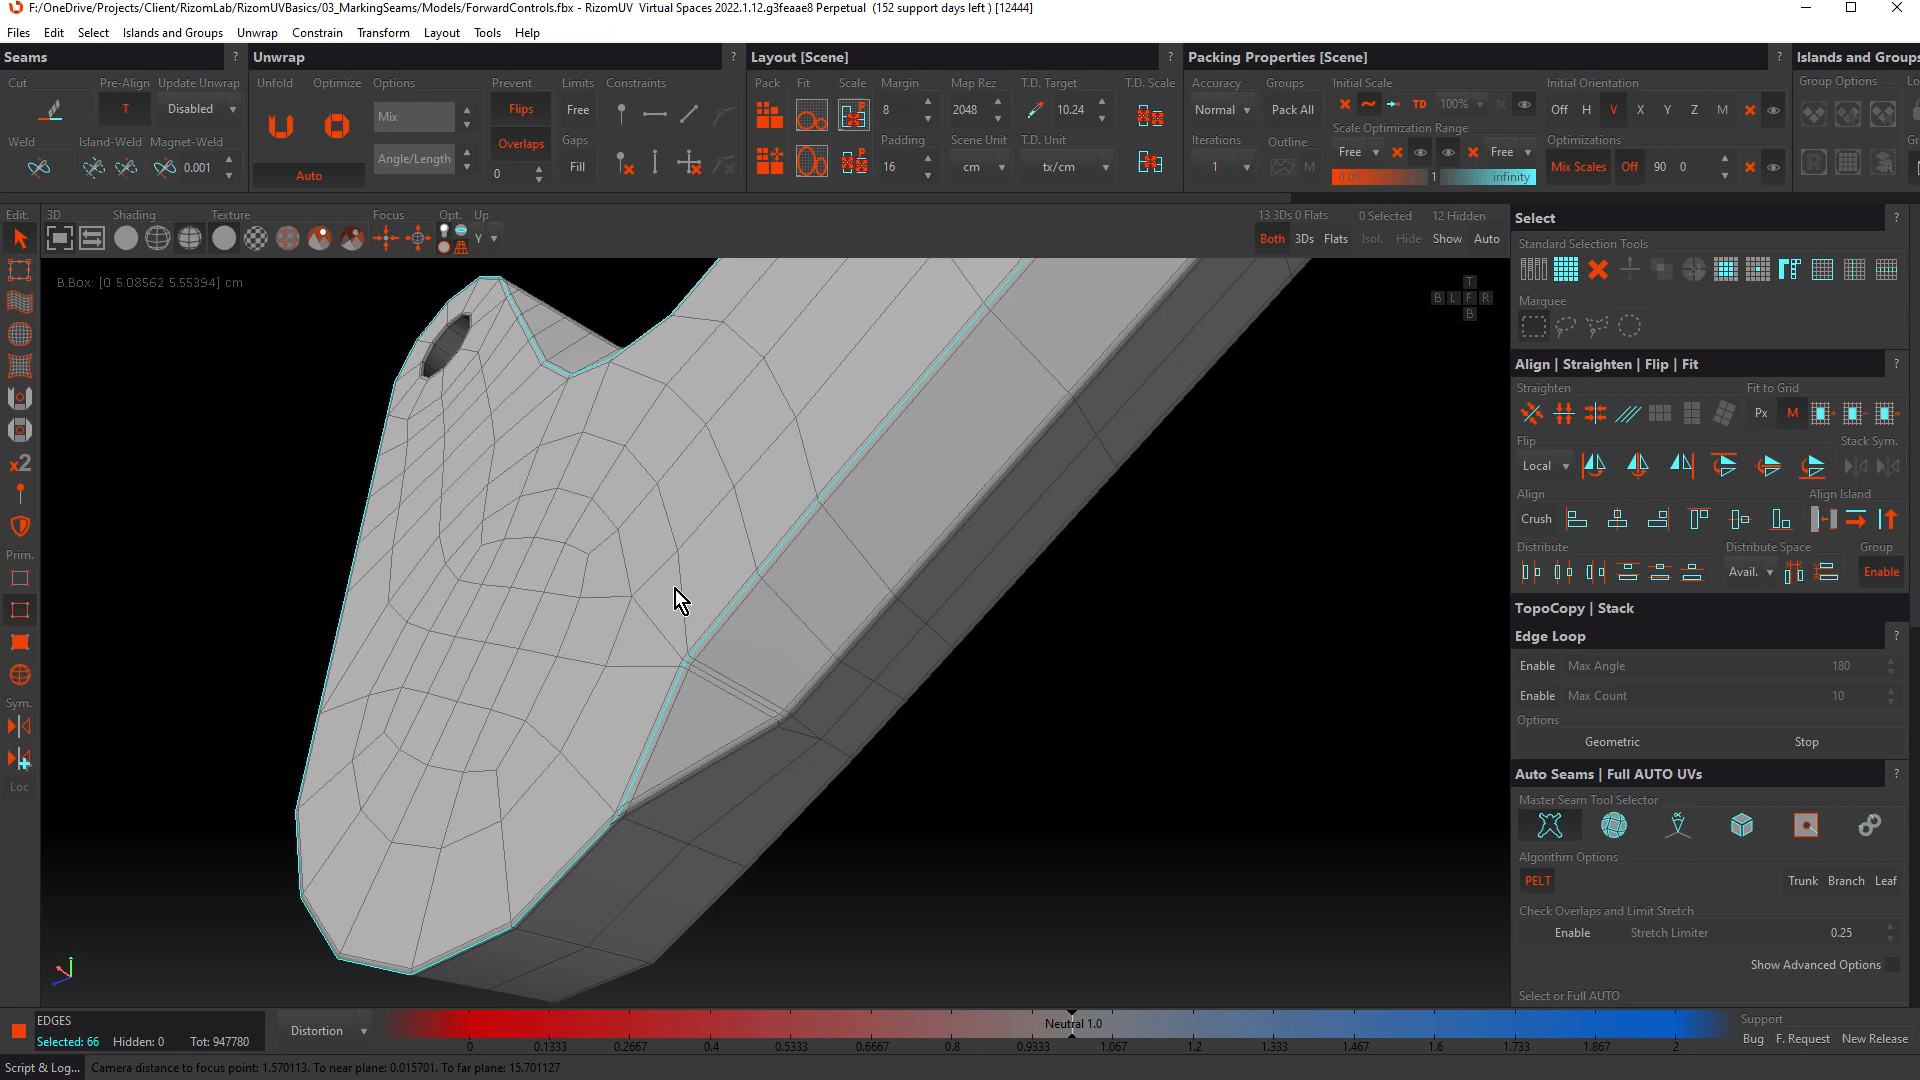 F:/OneDrive/Projects/Client/RizomLab/RizomUVBasics/03_MarkingSeams/Models/ForwardControls.fbx - RizomUV Virtual Spaces 2022.1.12.g3feaae8 Perpetual (152 support days left ) [12444]
Files Edit Select Islands and Groups Unwrap Constrain Transform Layout Tools Help
Seams ? Unwrap ? Layout [Scene] ? Packing Properties [Scene] ? Islands and Groups
Cut Pre-Align Update Unwrap Unfold Optimize Options Prevent Limits Constraints Pack Fit Scale Margin Map Rez T.D. Target T.D. Scale Accuracy Groups Initial Scale Initial Orientation Group Options
T Disabled Mix Flips Free 8 2048 10.24 Normal Pack All TD 100% Off H V X Y Z M
Weld Island-Weld Magnet-Weld Overlaps Gaps Padding Scene Unit T.D. Unit Iterations Outline Scale Optimization Range Optimizations
0.001 Auto Angle/Length 0 Fill 16 cm tx/cm 1 M Free Free Mix Scales Off 90 0
0.00 1 infinity
Edit. 3D Shading Texture Focus Opt. Up 13 3Ds 0 Flats 0 Selected 12 Hidden
Y Both 3Ds Flats Isol. Hide Show Auto
B.Box: [0 5.08562 5.55394] cm
T
B L F R
B
x2
Prim.
Sym.
Loc
Select ?
Standard Selection Tools
Marquee
Align | Straighten | Flip | Fit ?
Straighten Fit to Grid
Px M
Flip Stack Sym.
Local
Align Align Island
Crush
Distribute Distribute Space Group
Avail. Enable
TopoCopy | Stack
Edge Loop ?
Enable Max Angle 180
Enable Max Count 10
Options
Geometric Stop
Auto Seams | Full AUTO UVs ?
Master Seam Tool Selector
Algorithm Options
PELT Trunk Branch Leaf
Check Overlaps and Limit Stretch
Enable Stretch Limiter 0.25
Show Advanced Options
Select or Full AUTO
EDGES
Selected: 66 Hidden: 0 Tot: 947780
Distortion
Neutral 1.0
0 0.1333 0.2667 0.4 0.5333 0.6667 0.8 0.9333 1.067 1.2 1.333 1.467 1.6 1.733 1.867 2
Support
Bug F. Request New Release
Script & Log... Camera distance to focus point: 1.570113. To near plane: 0.015701. To far plane: 15.701127